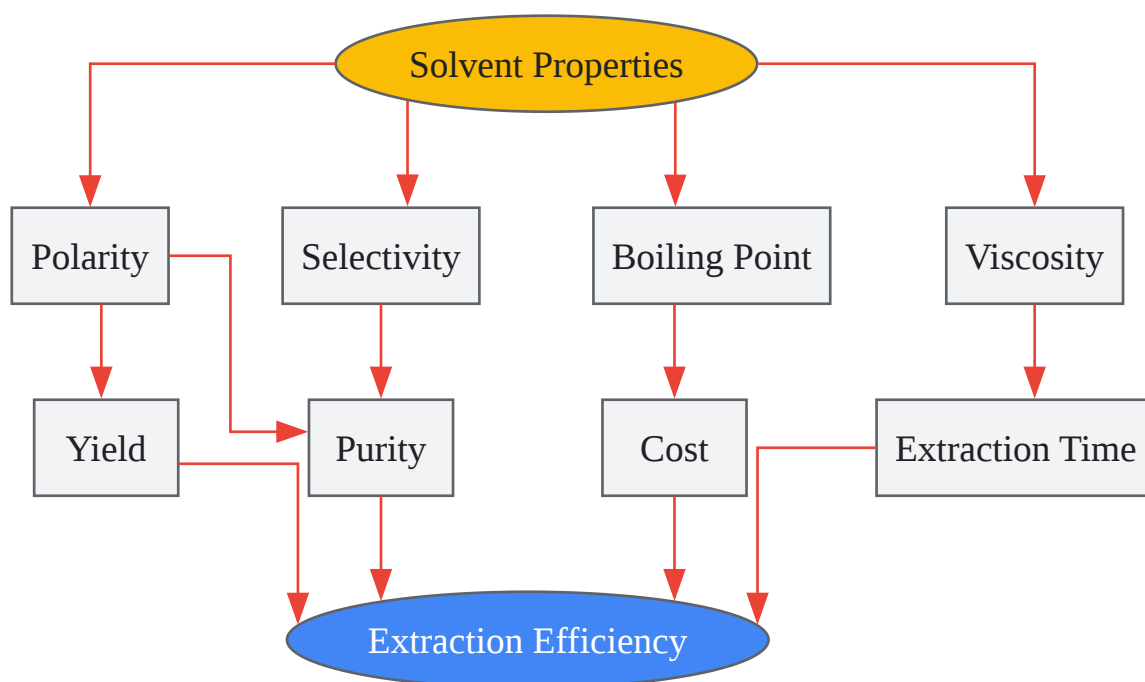 Solvent Properties
Polarity
Selectivity
Boiling Point
Viscosity
Yield
Purity
Cost
Extraction Time
Extraction Efficiency